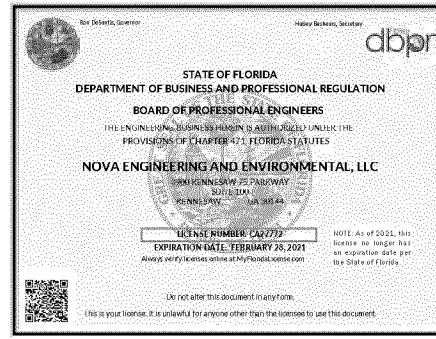 Ron DeSantis, Governor
Halsey Beshears, Secretary
dbpr
STATE OF FLORIDA
DEPARTMENT OF BUSINESS AND PROFESSIONAL REGULATION
BOARD OF PROFESSIONAL ENGINEERS
THE ENGINEERING BUSINESS HEREIN IS AUTHORIZED UNDER THE
PROVISIONS OF CHAPTER 471, FLORIDA STATUTES
NOVA ENGINEERING AND ENVIRONMENTAL, LLC
3900 KENNESAW 75 PARKWAY
SUITE 100
KENNESAW GA 30144
LICENSE NUMBER: CA27772
EXPIRATION DATE: FEBRUARY 28, 2021
Always verify licenses online at MyFloridaLicense.com
NOTE: As of 2021, this
license no longer has
an expiration date per
the State of Florida.
Do not alter this document in any form.
This is your license. It is unlawful for anyone other than the licensee to use this document.